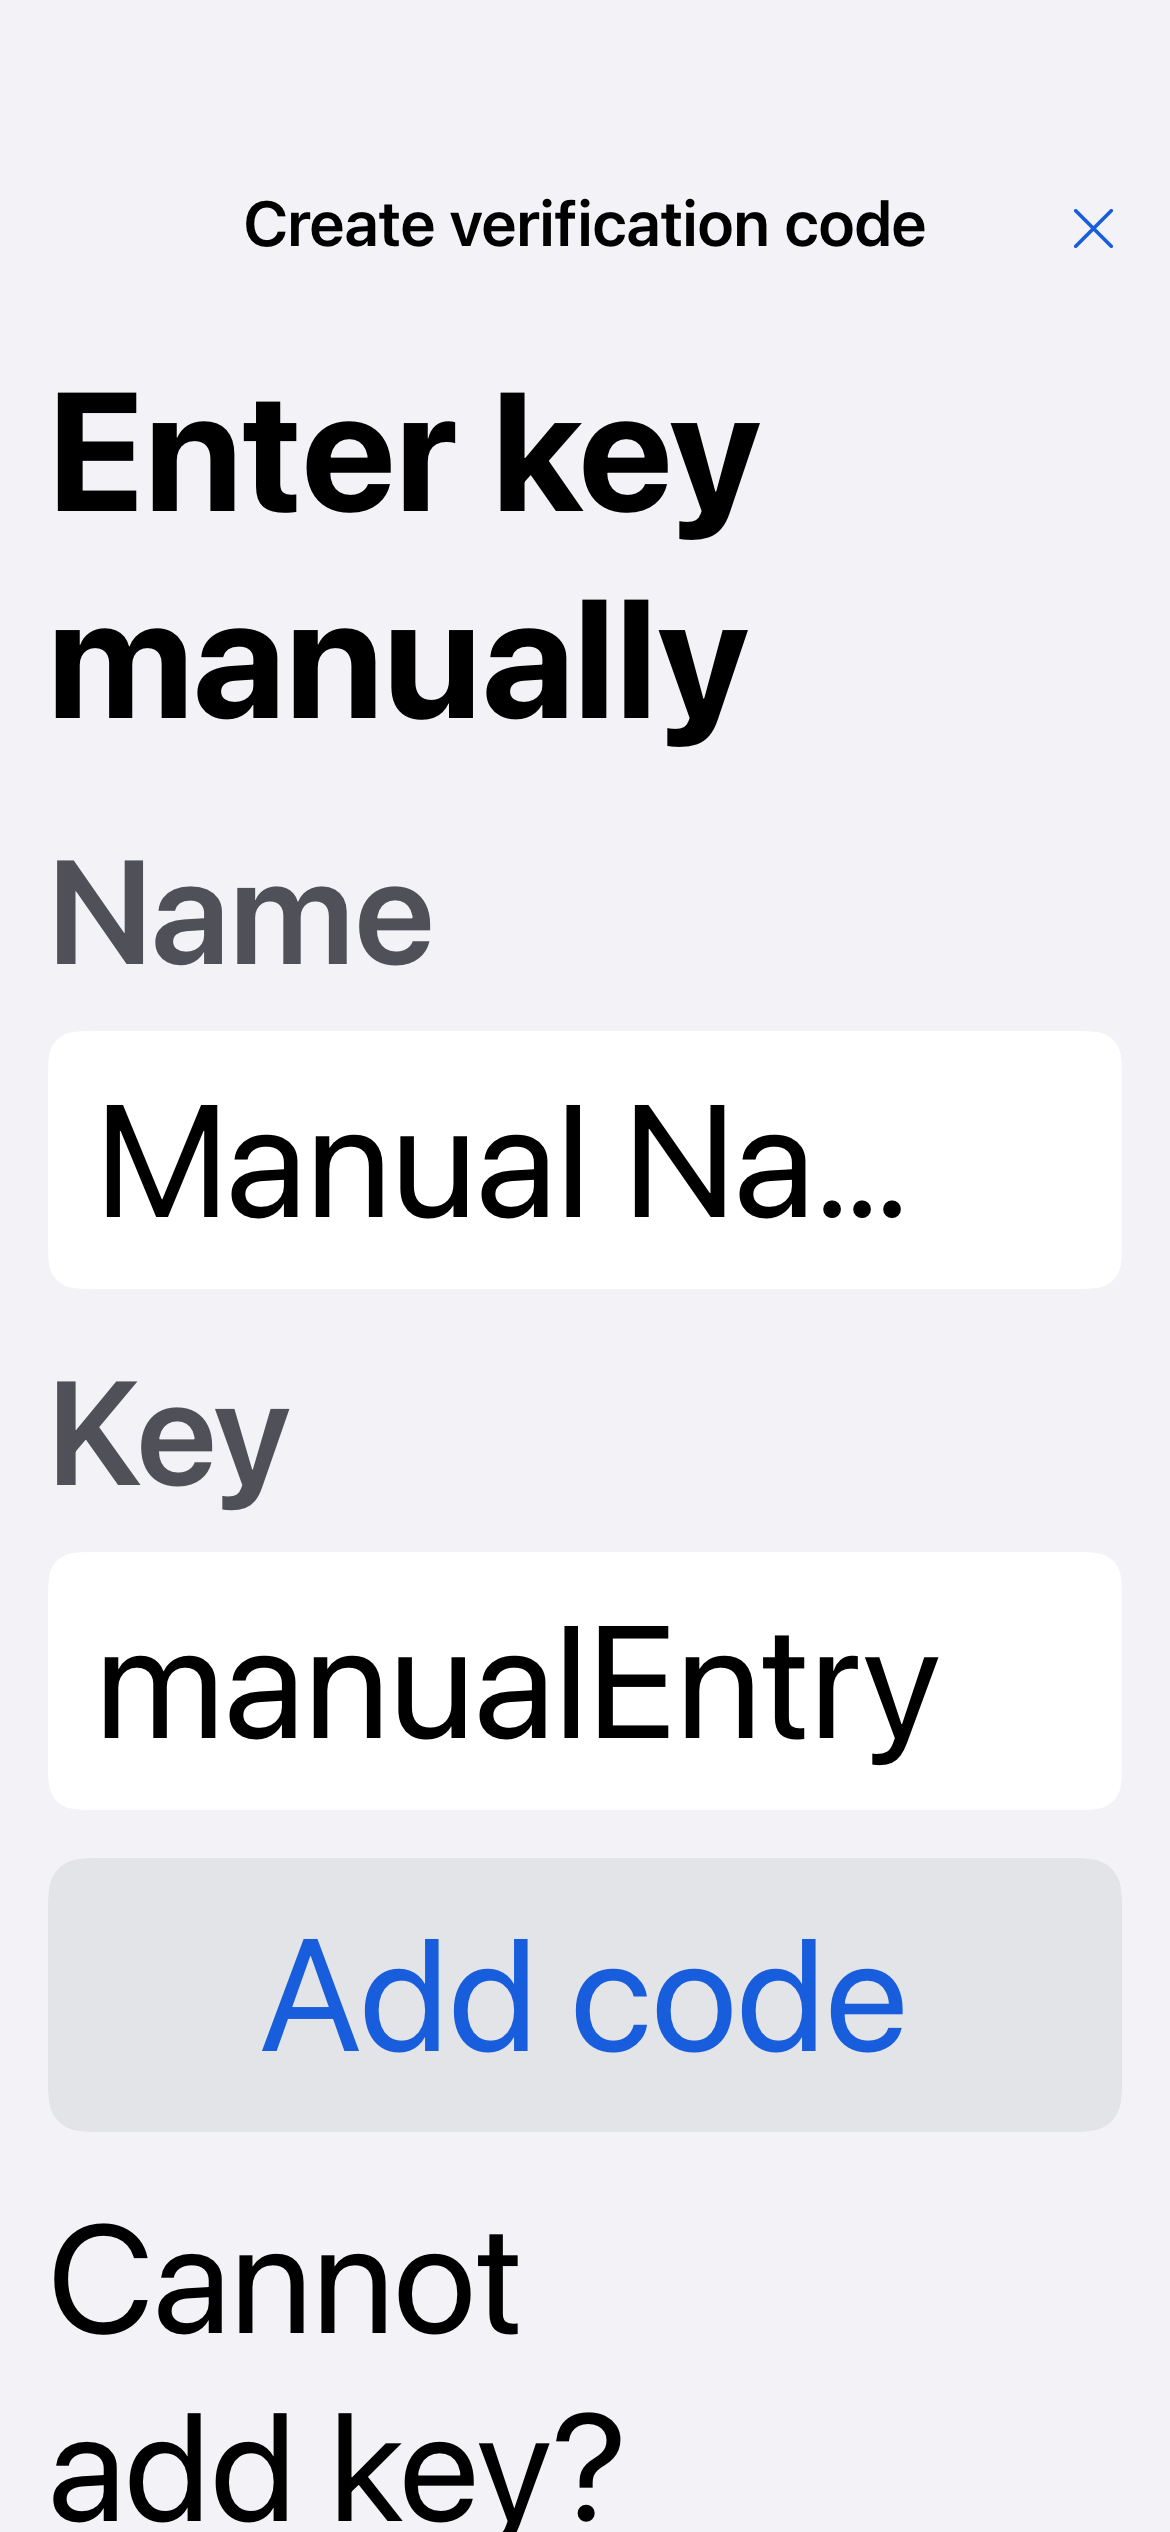 Create verification code
Enter key
manually
Name
Manual Na...
Key
manualEntry
Add code
Cannot
add key?